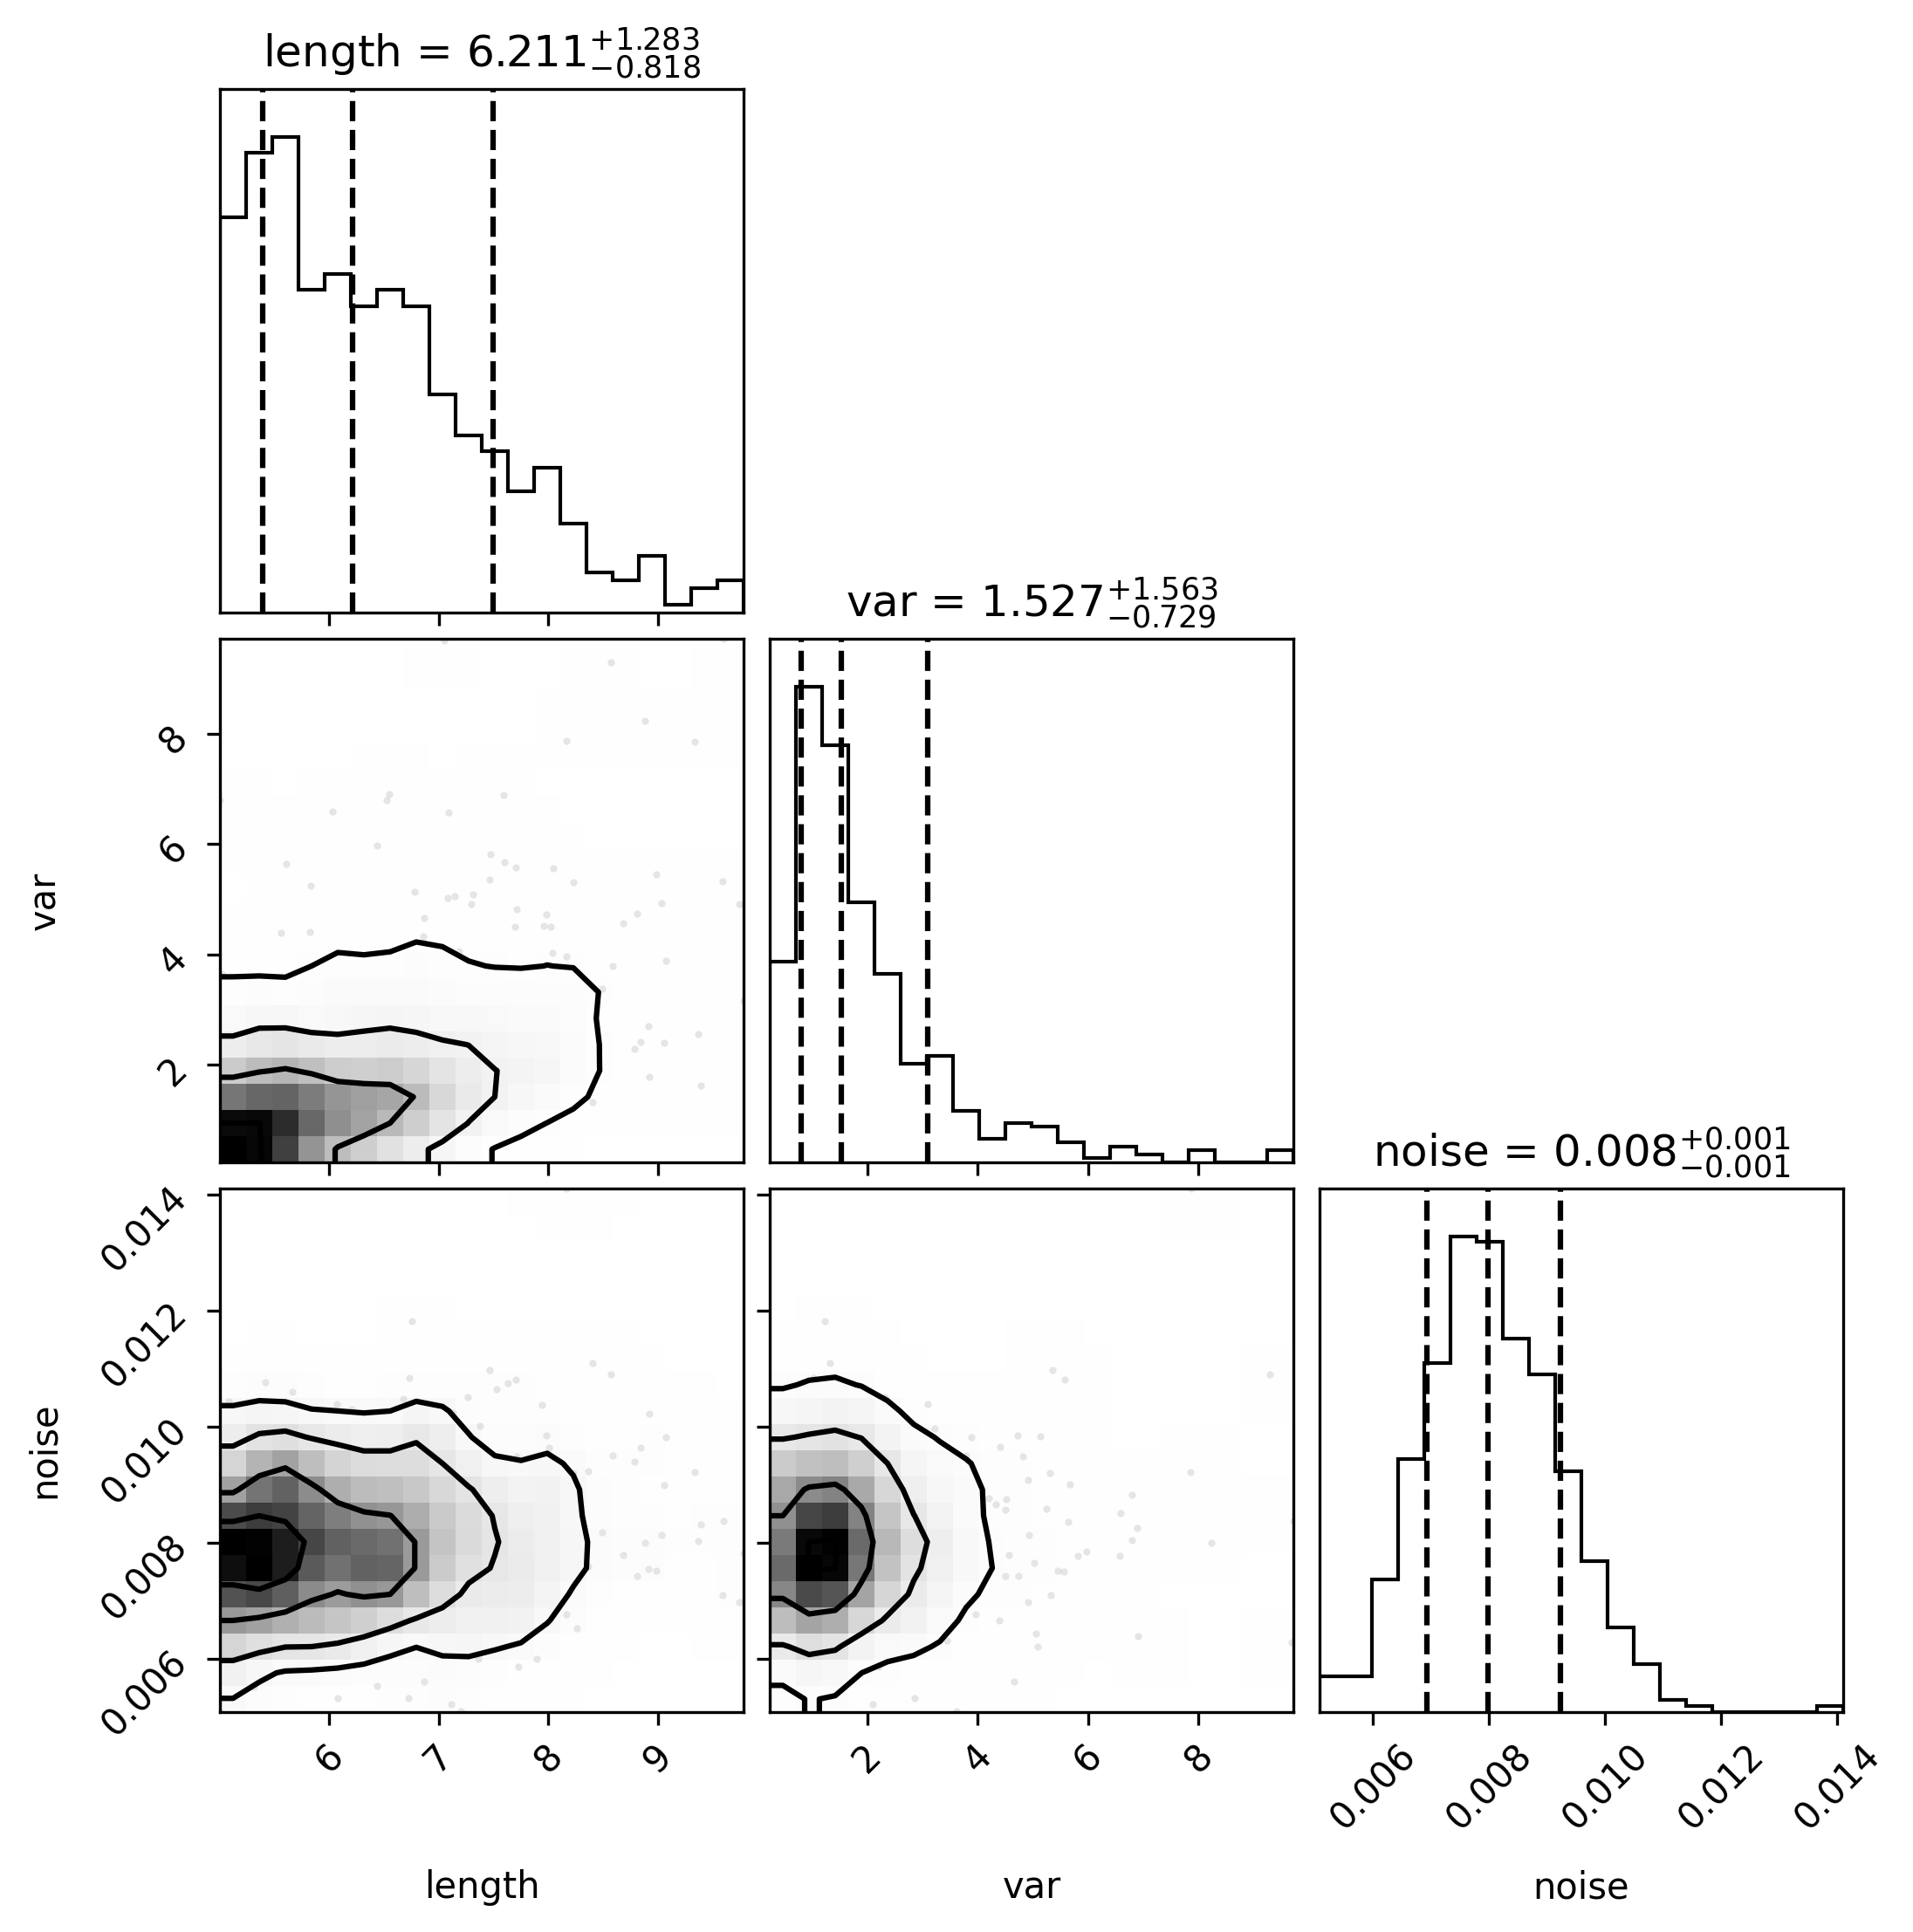 length = 6.211 +1.283 −0.818
var = 1.527 +1.563 −0.729
8
6
4
2
var
noise = 0.008 +0.001 −0.001
0.014
0.012
0.010
0.008
0.006
noise
6 7 8 9
2 4 6 8
0.006 0.008 0.010 0.012 0.014
length var noise